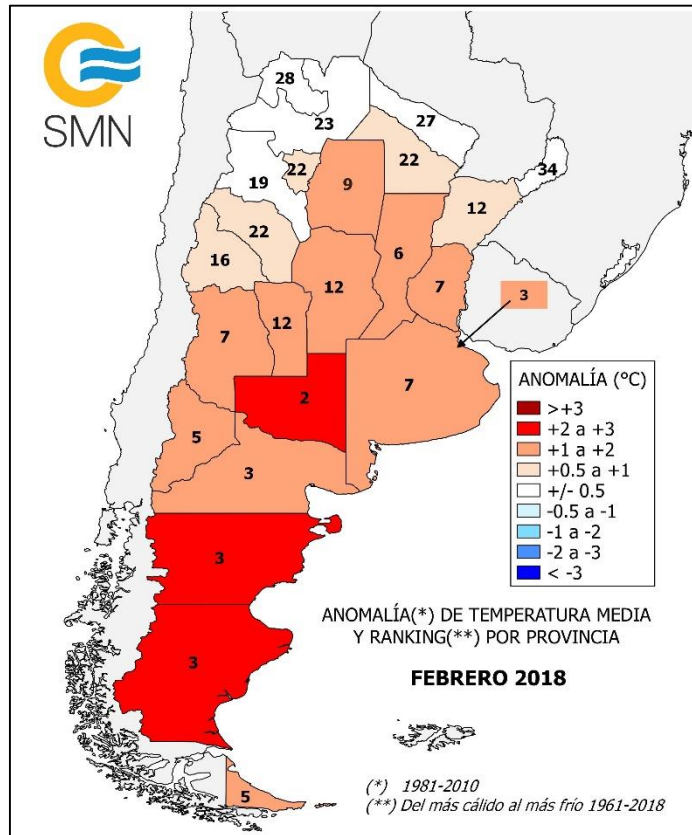 SMN
28
23
27
22
22
34
19
9
12
22
6
16
12
7
3
7
12
7
2
5
3
3
3
5
ANOMALÍA (°C)
>+3
+2 a +3
+1 a +2
+0.5 a +1
+/- 0.5
-0.5 a -1
-1 a -2
-2 a -3
< -3
ANOMALÍA(*) DE TEMPERATURA MEDIA
Y RANKING(**) POR PROVINCIA
FEBRERO 2018
(*) 1981-2010
(**) Del más cálido al más frío 1961-2018